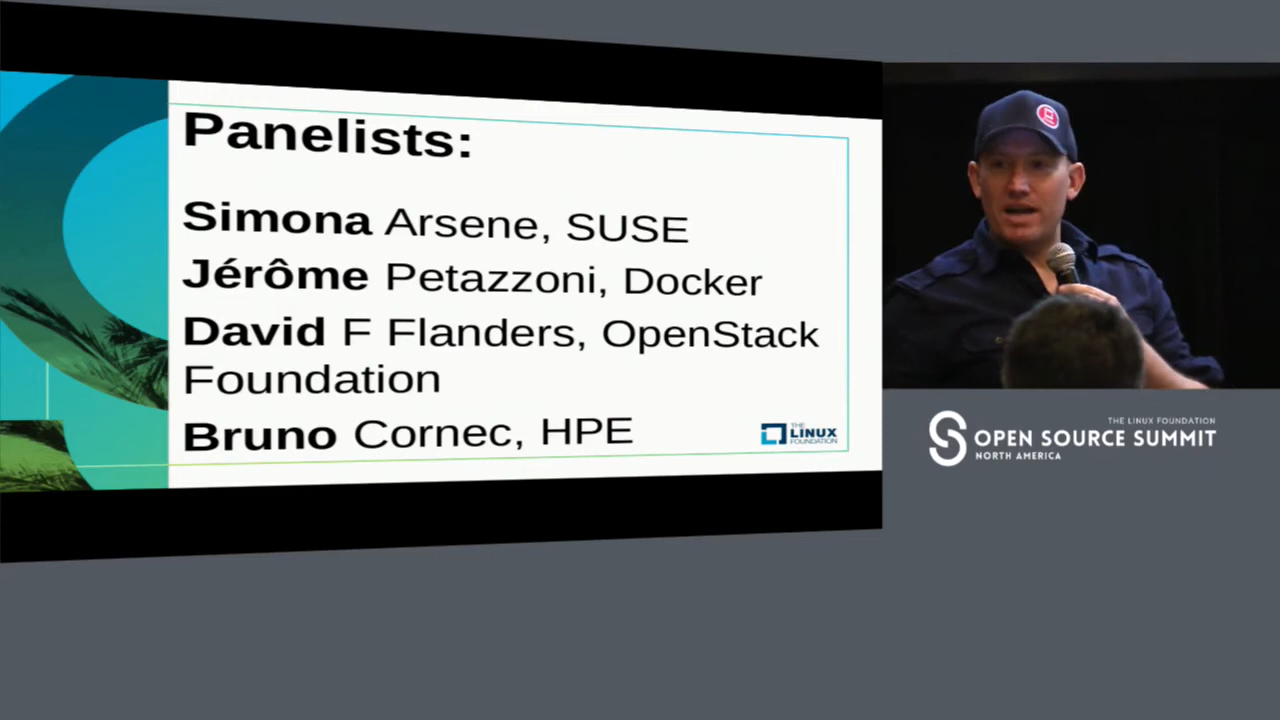 Panelists:
Simona Arsene, SUSE
Jérôme Petazzoni, Docker
David F Flanders, OpenStack
Foundation
Bruno Cornec, HPE
THE
LINUX
FOUNDATION
THE LINUX FOUNDATION
OPEN SOURCE SUMMIT
NORTH AMERICA